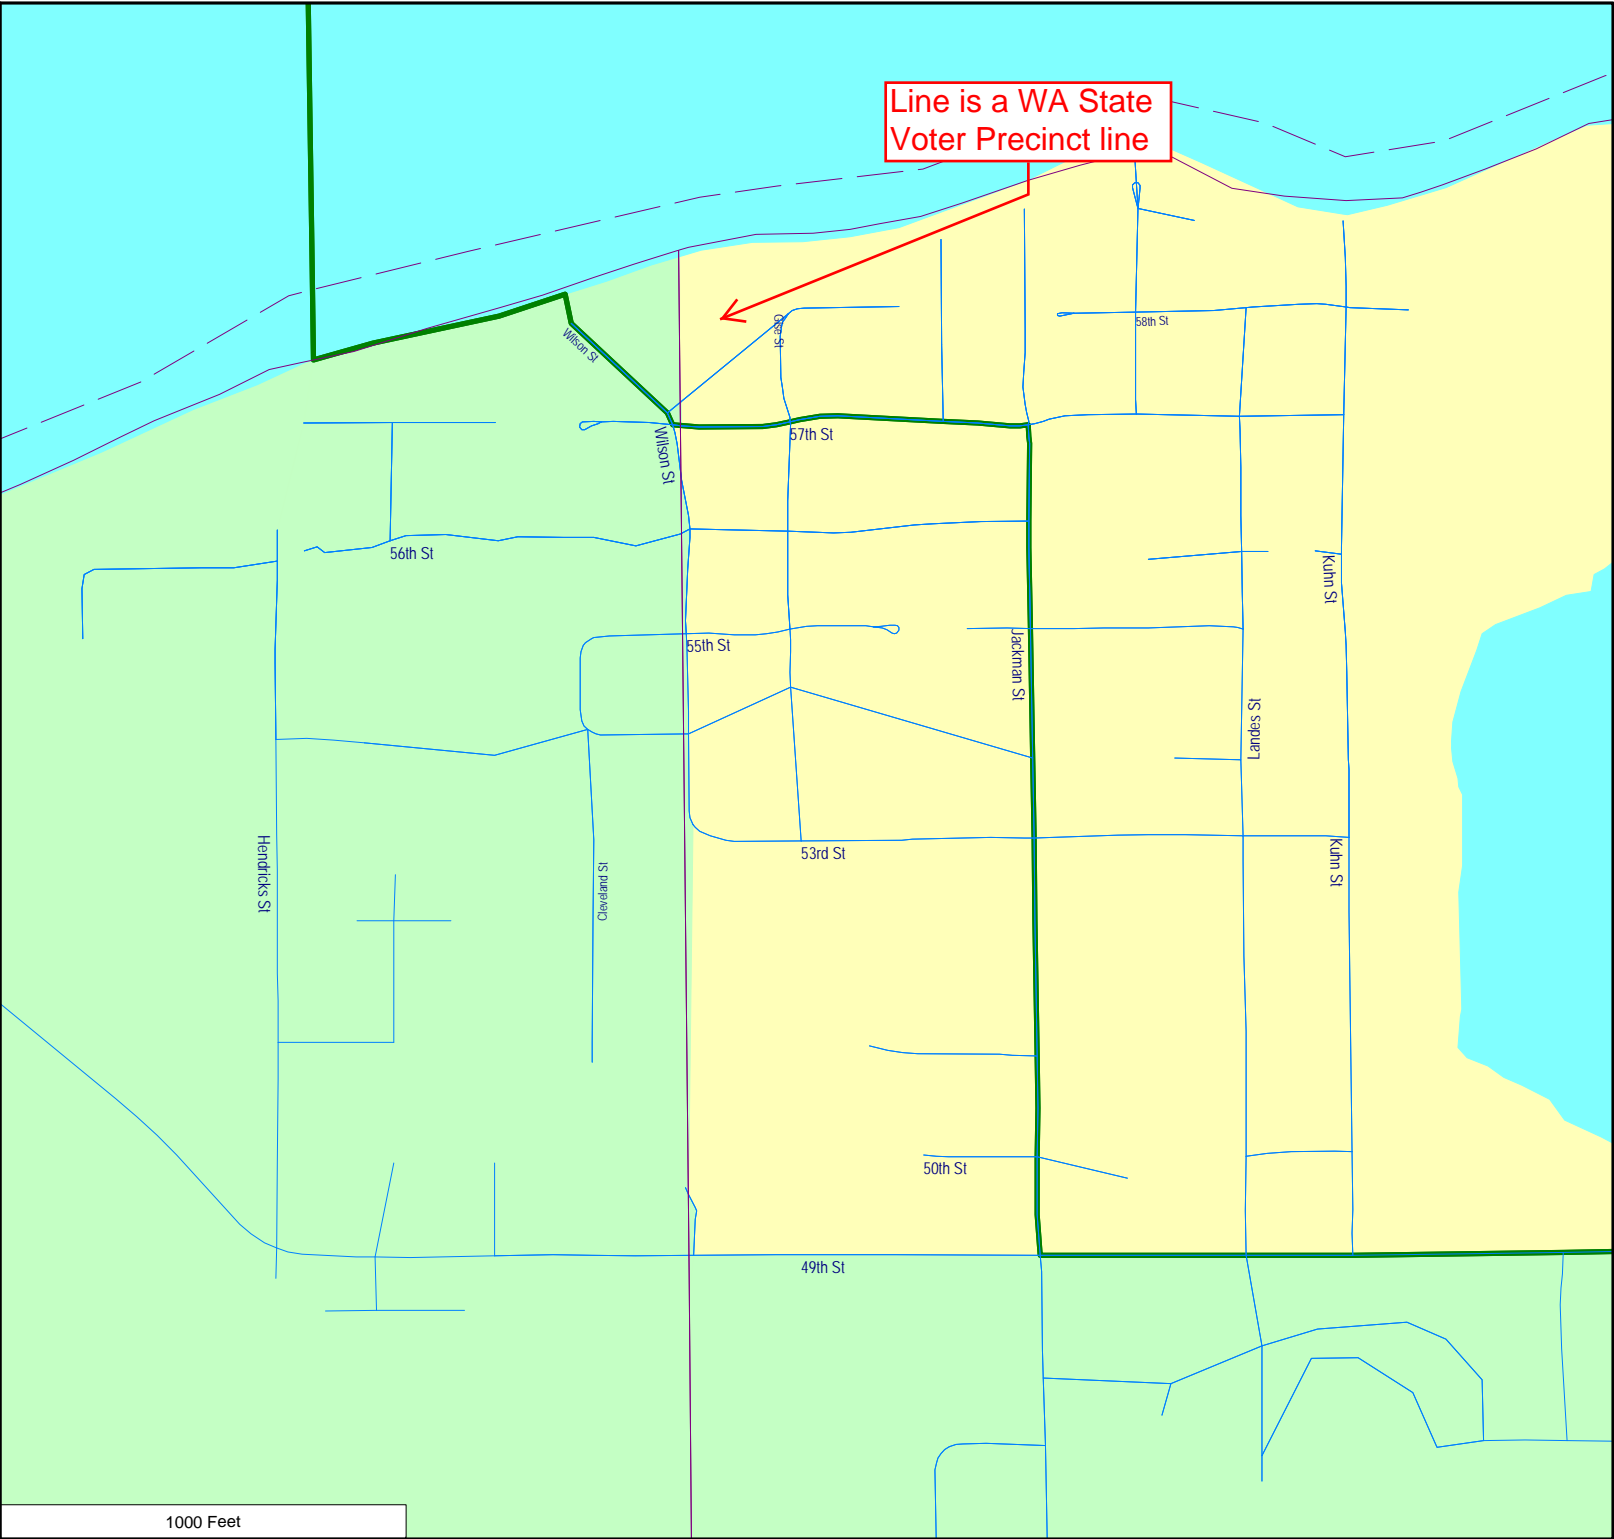 Line is a WA State
Voter Precinct line
Gise St
58th St
Wilson St
57th St
Wilson St
56th St
Kuhn St
55th St
Jackman St
Landes St
53rd St
Hendricks St
Cleveland St
Kuhn St
50th St
49th St
1000 Feet